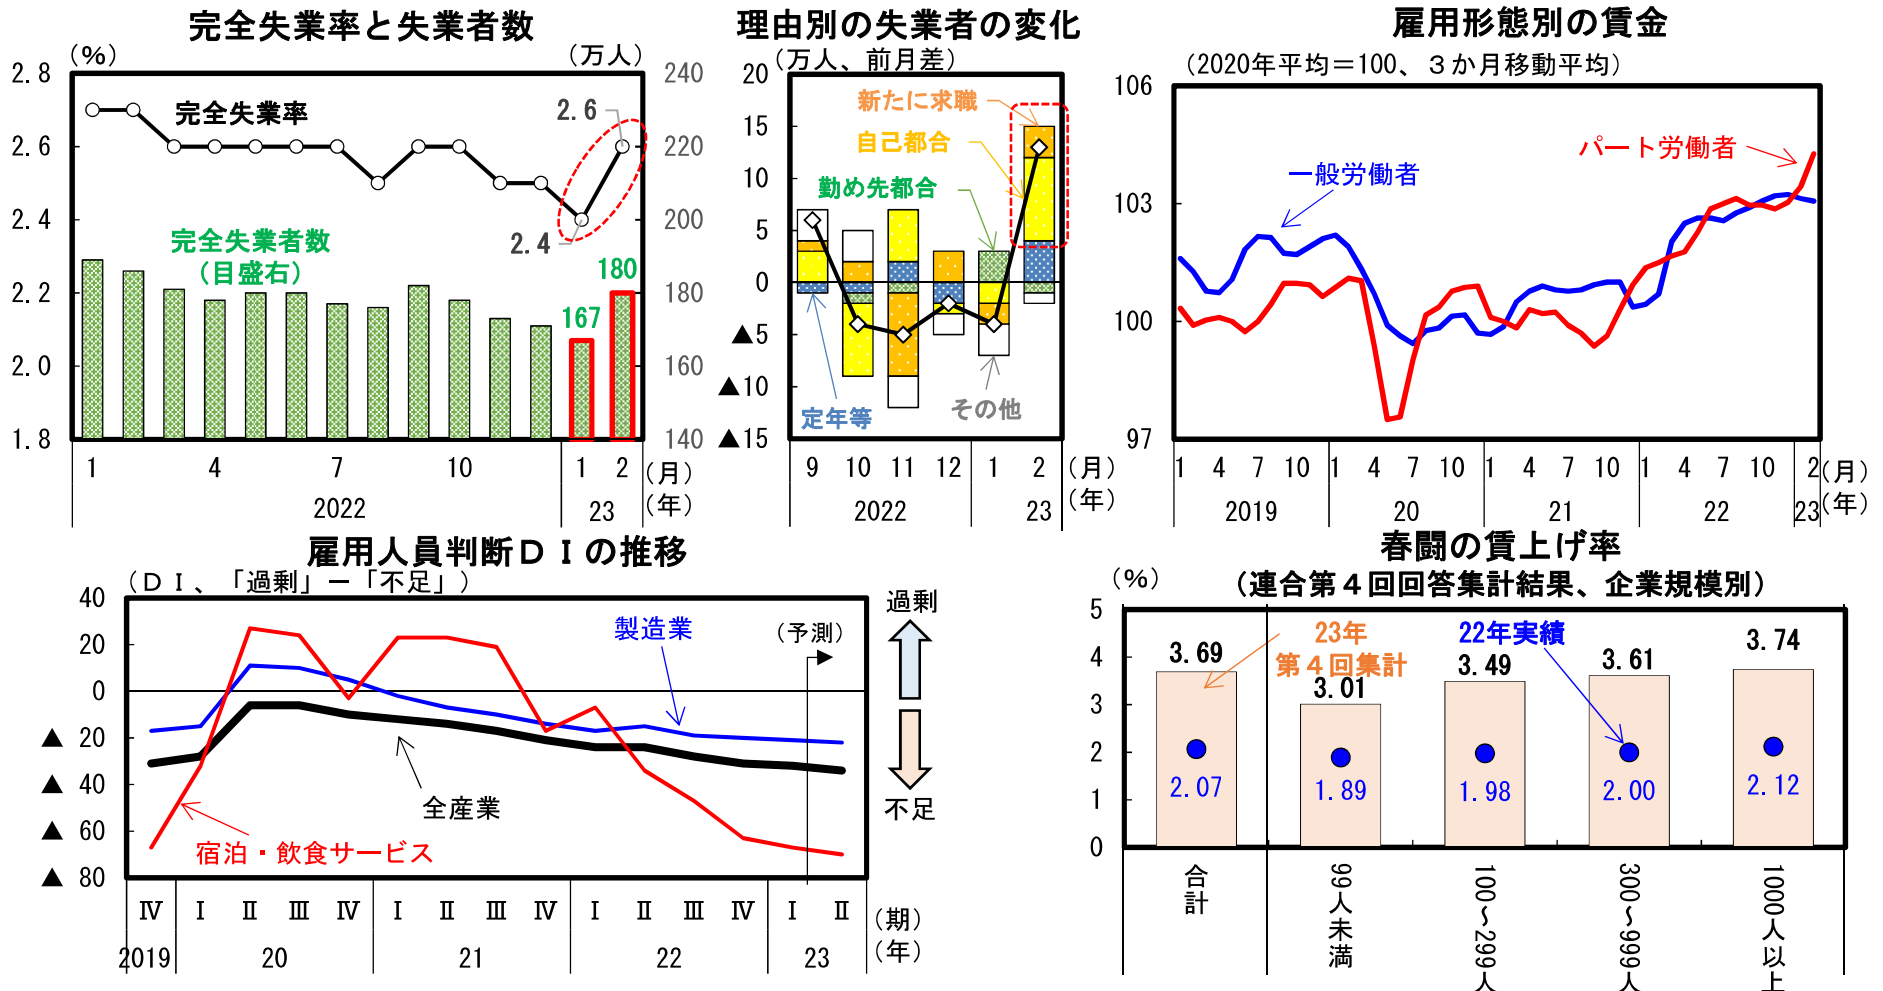 完全失業率と失業者数
（％）
（万人）
2.8
2.6
2.4
2.2
2.0
1.8
240
220
200
180
160
140
完全失業率
2.6
2.4
完全失業者数
（目盛右）
167
180
1
4
7
10
1
2
（月）
2022
23
（年）
理由別の失業者の変化
（万人、前月差）
20
15
10
5
0
▲5
▲10
▲15
新たに求職
自己都合
勤め先都合
定年等
その他
9
10
11
12
1
2
（月）
2022
23
（年）
雇用形態別の賃金
（2020年平均＝100、３か月移動平均）
106
103
100
97
一般労働者
パート労働者
1
4
7
10
1
4
7
10
1
4
7
10
1
4
7
10
2
（月）
2019
20
21
22
23
（年）
雇用人員判断ＤＩの推移
（ＤＩ、「過剰」－「不足」）
40
20
0
▲ 20
▲ 40
▲ 60
▲ 80
製造業
（予測）
全産業
宿泊・飲食サービス
過剰
不足
Ⅳ
Ⅰ
Ⅱ
Ⅲ
Ⅳ
Ⅰ
Ⅱ
Ⅲ
Ⅳ
Ⅰ
Ⅱ
Ⅲ
Ⅳ
Ⅰ
Ⅱ
（期）
2019
20
21
22
23
（年）
春闘の賃上げ率
（連合第４回回答集計結果、企業規模別）
（％）
5
4
3
2
1
0
23年
第４回集計
22年実績
3.69
3.01
3.49
3.61
3.74
2.07
1.89
1.98
2.00
2.12
合計
99人未満
100～299人
300～999人
1000人以上